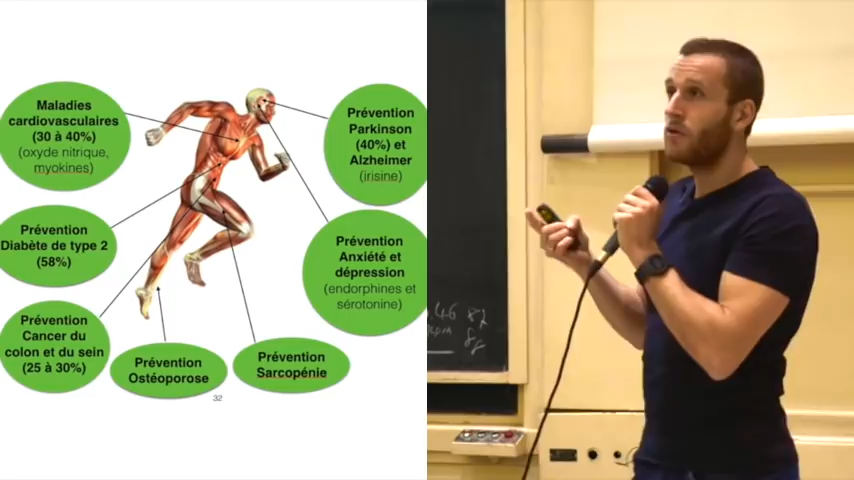 Maladies
cardiovasculaires
(30 à 40%)
(oxyde nitrique,
myokines)
Prévention
Parkinson
(40%) et
Alzheimer
(irisine)
Prévention
Diabète de type 2
(58%)
Prévention
Anxiété et
dépression
(endorphines et
sérotonine)
Prévention
Cancer du
colon et du sein
(25 à 30%)
Prévention
Ostéoporose
Prévention
Sarcopénie
32